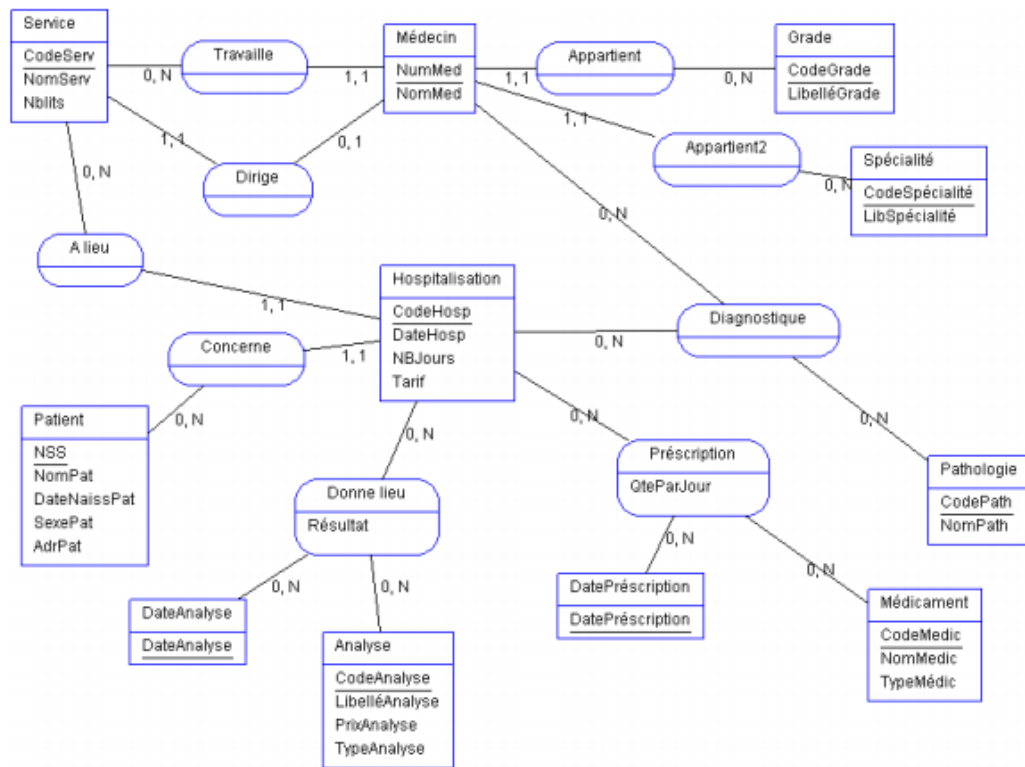 Service
CodeServ
NomServ
Nblits
Travaille
0, N
1, 1
Médecin
NumMed
NomMed
Appartient
1, 1
0, N
Grade
CodeGrade
LibelléGrade
1, 1
0, 1
Dirige
1, 1
Appartient2
0, N
Spécialité
CodeSpécialité
LibSpécialité
0, N
A lieu
1, 1
0, N
Hospitalisation
CodeHosp
DateHosp
NBJours
Tarif
0, N
Diagnostique
Concerne
1, 1
0, N
Patient
NSS
NomPat
DateNaissPat
SexePat
AdrPat
0, N
Donne lieu
Résultat
0, N
Préscription
QteParJour
0, N
Pathologie
CodePath
NomPath
0, N
0, N
0, N
0, N
DateAnalyse
DateAnalyse
Analyse
CodeAnalyse
LibelléAnalyse
PrixAnalyse
TypeAnalyse
DatePréscription
DatePréscription
Médicament
CodeMedic
NomMedic
TypeMédic